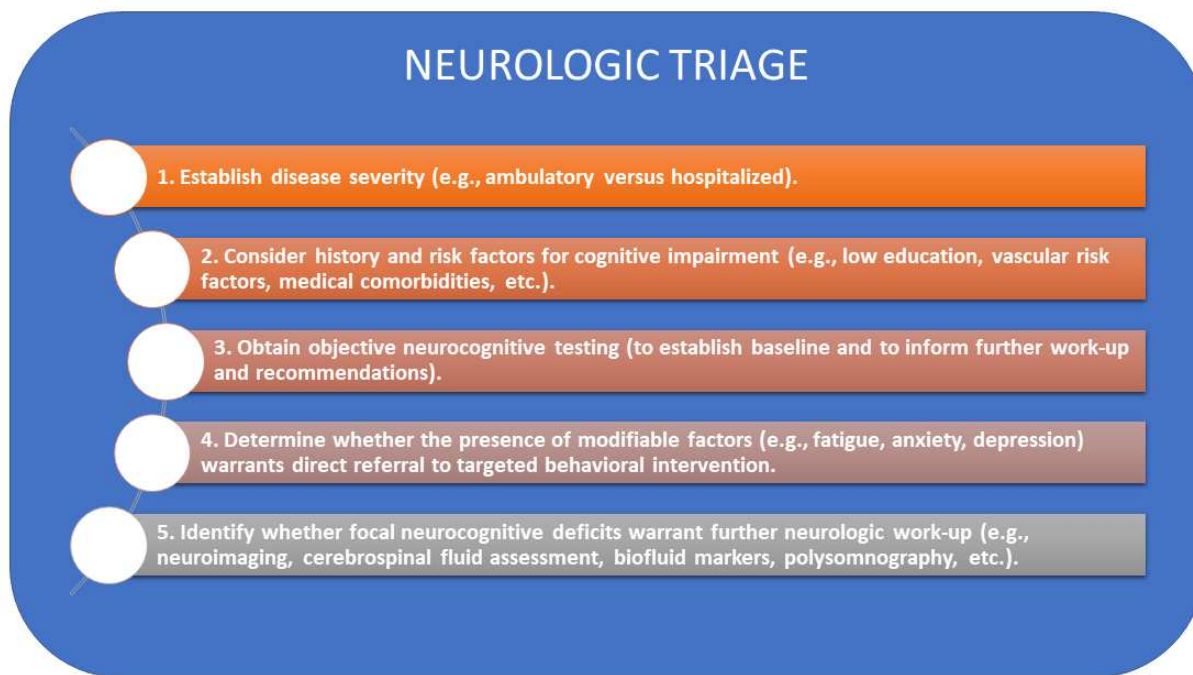 NEUROLOGIC TRIAGE
1. Establish disease severity (e.g., ambulatory versus hospitalized).
2. Consider history and risk factors for cognitive impairment (e.g., low education, vascular risk
factors, medical comorbidities, etc.).
3. Obtain objective neurocognitive testing (to establish baseline and to inform further work-up
and recommendations).
4. Determine whether the presence of modifiable factors (e.g., fatigue, anxiety, depression)
warrants direct referral to targeted behavioral intervention.
5. Identify whether focal neurocognitive deficits warrant further neurologic work-up (e.g.,
neuroimaging, cerebrospinal fluid assessment, biofluid markers, polysomnography, etc.).